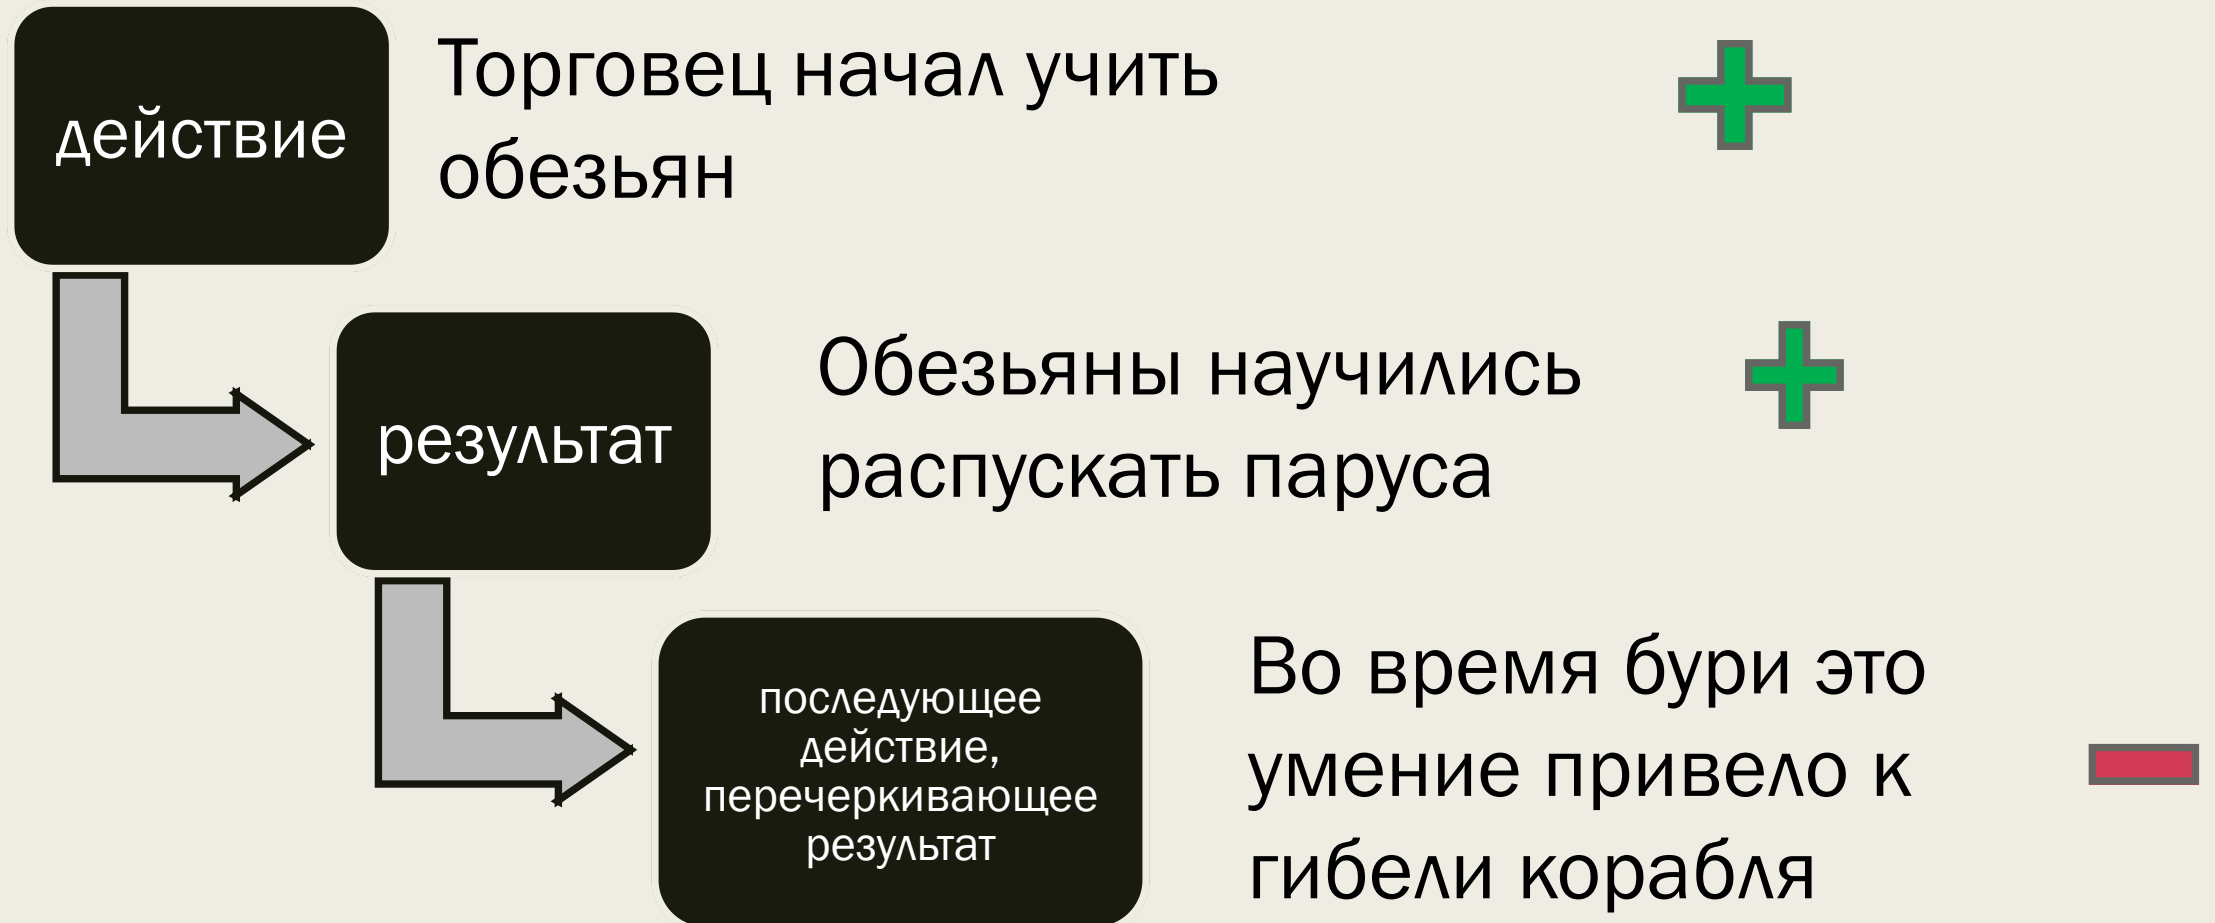 действие
Торговец начал учить
обезьян
результат
Обезьяны научились
распускать паруса
последующее
действие,
перечеркивающее
результат
Во время бури это
умение привело к
гибели корабля